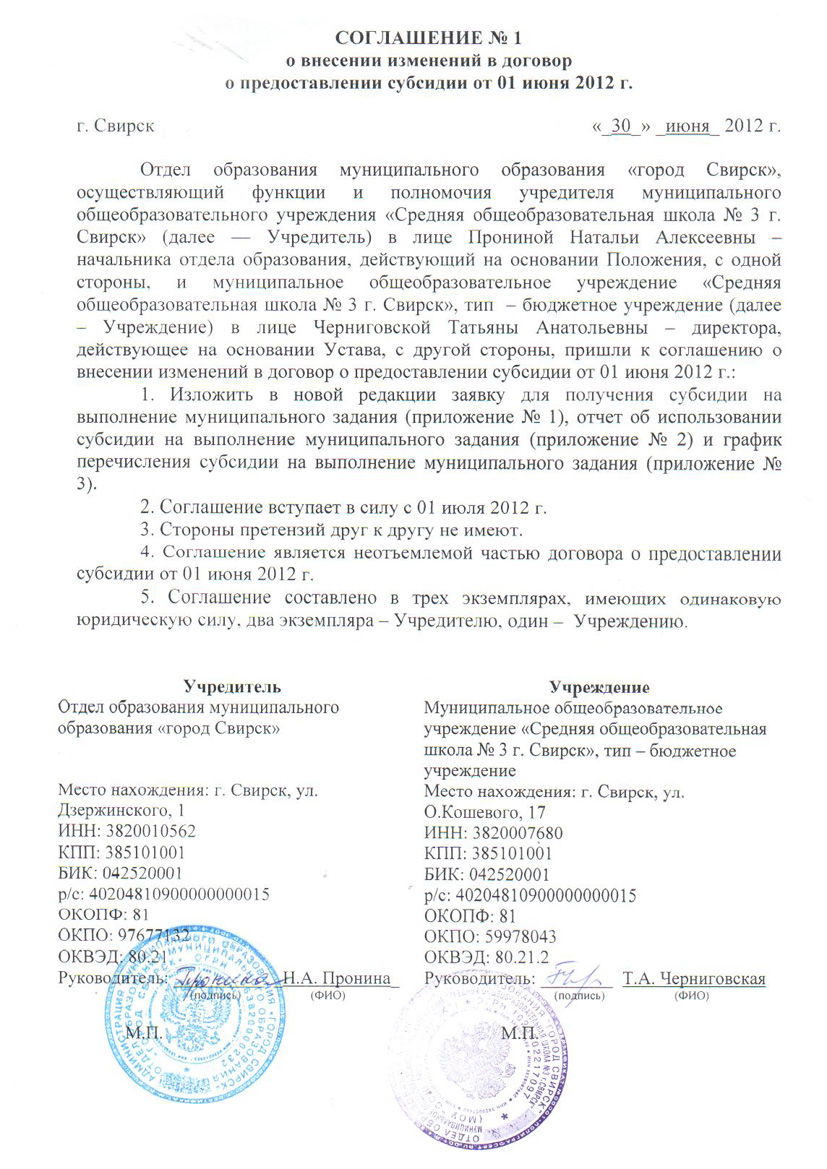 СОГЛАШЕНИЕ № 1
о внесении изменений в договор
о предоставлении субсидии от 01 июня 2012 г.
г. Свирск «_30_» _июня_ 2012 г.
Отдел образования муниципального образования «город Свирск»,
осуществляющий функции и полномочия учредителя муниципального
общеобразовательного учреждения «Средняя общеобразовательная школа № 3 г.
Свирск» (далее — Учредитель) в лице Прониной Натальи Алексеевны –
начальника отдела образования, действующий на основании Положения, с одной
стороны, и муниципальное общеобразовательное учреждение «Средняя
общеобразовательная школа № 3 г. Свирск», тип – бюджетное учреждение (далее
– Учреждение) в лице Черниговской Татьяны Анатольевны – директора,
действующее на основании Устава, с другой стороны, пришли к соглашению о
внесении изменений в договор о предоставлении субсидии от 01 июня 2012 г.:
1. Изложить в новой редакции заявку для получения субсидии на
выполнение муниципального задания (приложение № 1), отчет об использовании
субсидии на выполнение муниципального задания (приложение № 2) и график
перечисления субсидии на выполнение муниципального задания (приложение №
3).
2. Соглашение вступает в силу с 01 июля 2012 г.
3. Стороны претензий друг к другу не имеют.
4. Соглашение является неотъемлемой частью договора о предоставлении
субсидии от 01 июня 2012 г.
5. Соглашение составлено в трех экземплярах, имеющих одинаковую
юридическую силу, два экземпляра – Учредителю, один – Учреждению.
Учредитель
Отдел образования муниципального
образования «город Свирск»
Место нахождения: г. Свирск, ул.
Дзержинского, 1
ИНН: 3820010562
КПП: 385101001
БИК: 042520001
р/с: 40204810900000000015
ОКОПФ: 81
ОКПО: 97677132
ОКВЭД: 80.21
Руководитель: Н.А. Пронина
(подпись) (ФИО)
М.П.
Учреждение
Муниципальное общеобразовательное
учреждение «Средняя общеобразовательная
школа № 3 г. Свирск», тип – бюджетное
учреждение
Место нахождения: г. Свирск, ул.
О.Кошевого, 17
ИНН: 3820007680
КПП: 385101001
БИК: 042520001
р/с: 40204810900000000015
ОКОПФ: 81
ОКПО: 59978043
ОКВЭД: 80.21.2
Руководитель: Т.А. Черниговская
(подпись) (ФИО)
М.П.